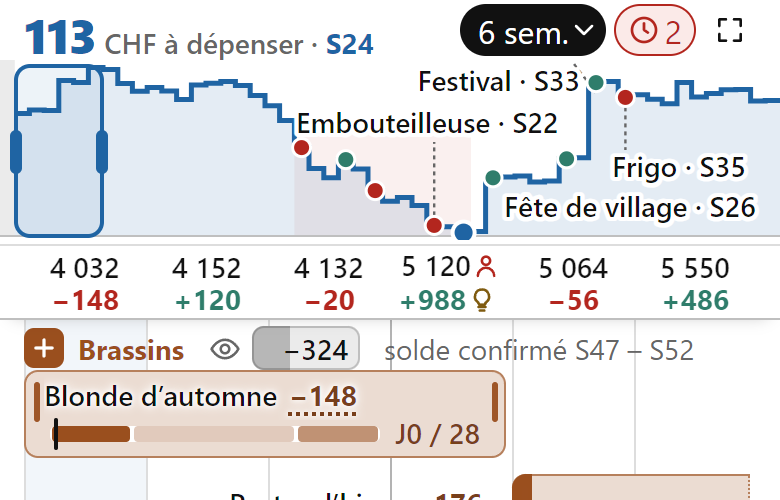 113 CHF à dépenser · S24
6 sem.
2
Festival · S33
Embouteilleuse · S22
Frigo · S35
Fête de village · S26
4 032 4 152 4 132 5 120 5 064 5 550
−148 +120 −20 +988 −56 +486
Brassins −324 solde confirmé S47 – S52
Blonde d’automne −148
J0 / 28